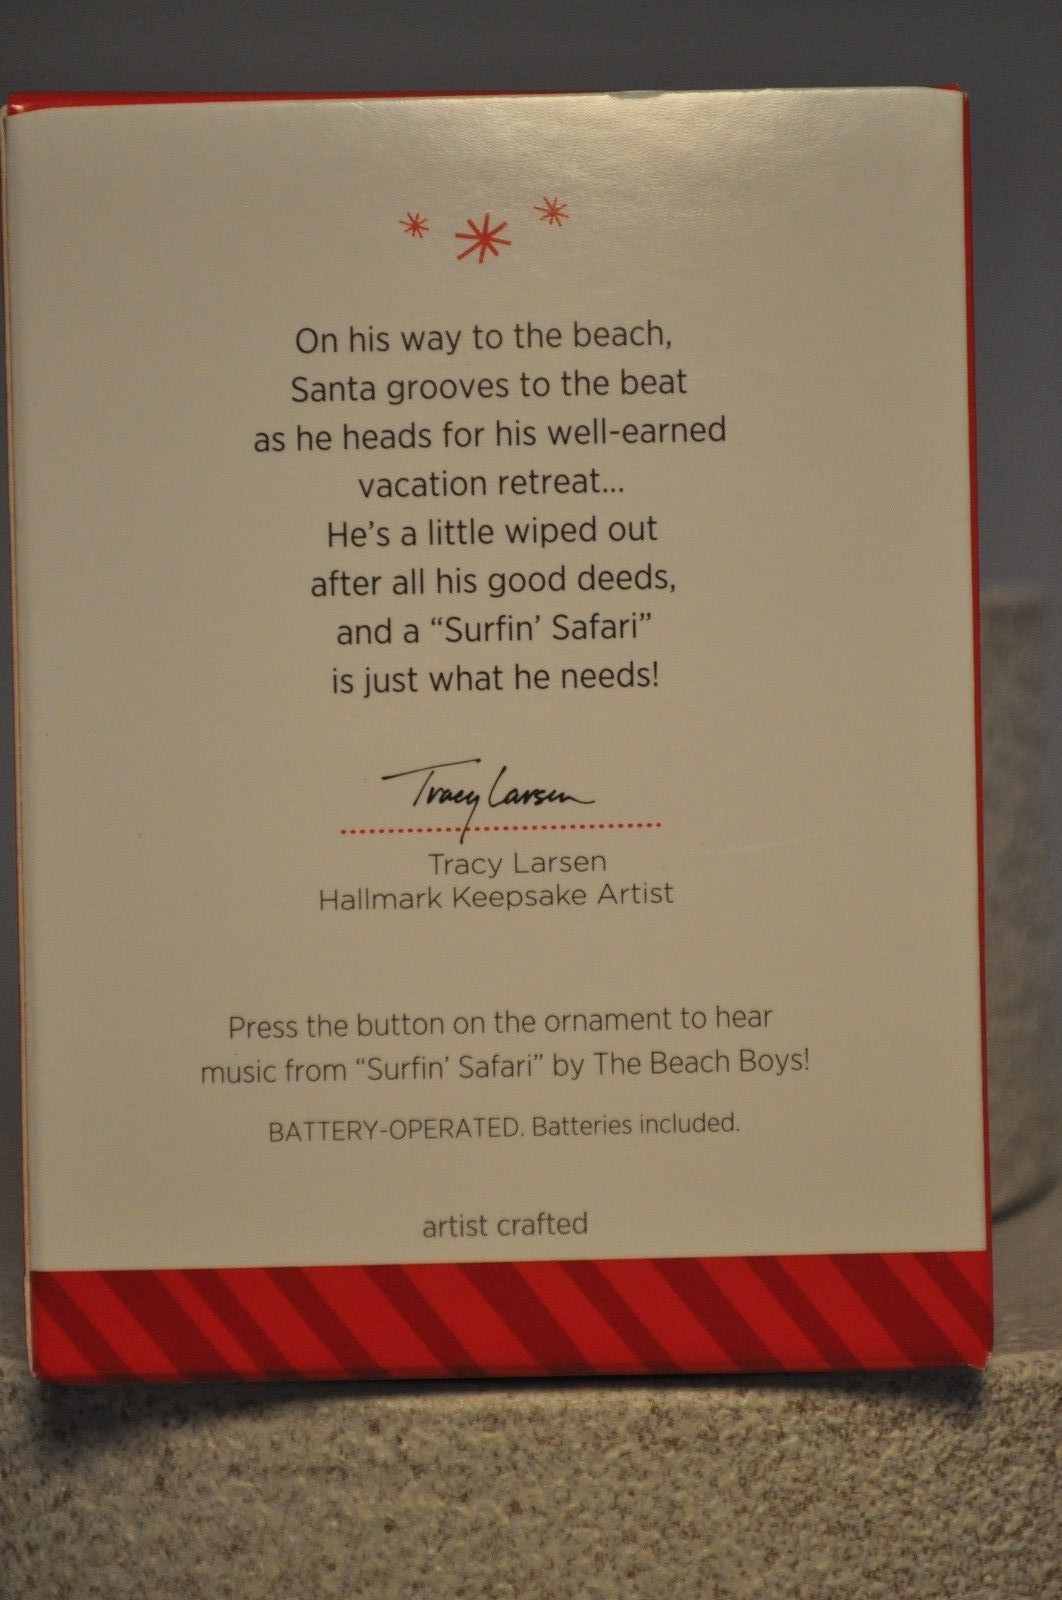 On his way to the beach,
Santa grooves to the beat
as he heads for his well-earned
vacation retreat...
He's a little wiped out
after all his good deeds,
and a “Surfin’ Safari”
is just what he needs!
Tracy Larsen
Tracy Larsen
Hallmark Keepsake Artist
Press the button on the ornament to hear
music from “Surfin’ Safari” by The Beach Boys!
BATTERY-OPERATED. Batteries included.
artist crafted